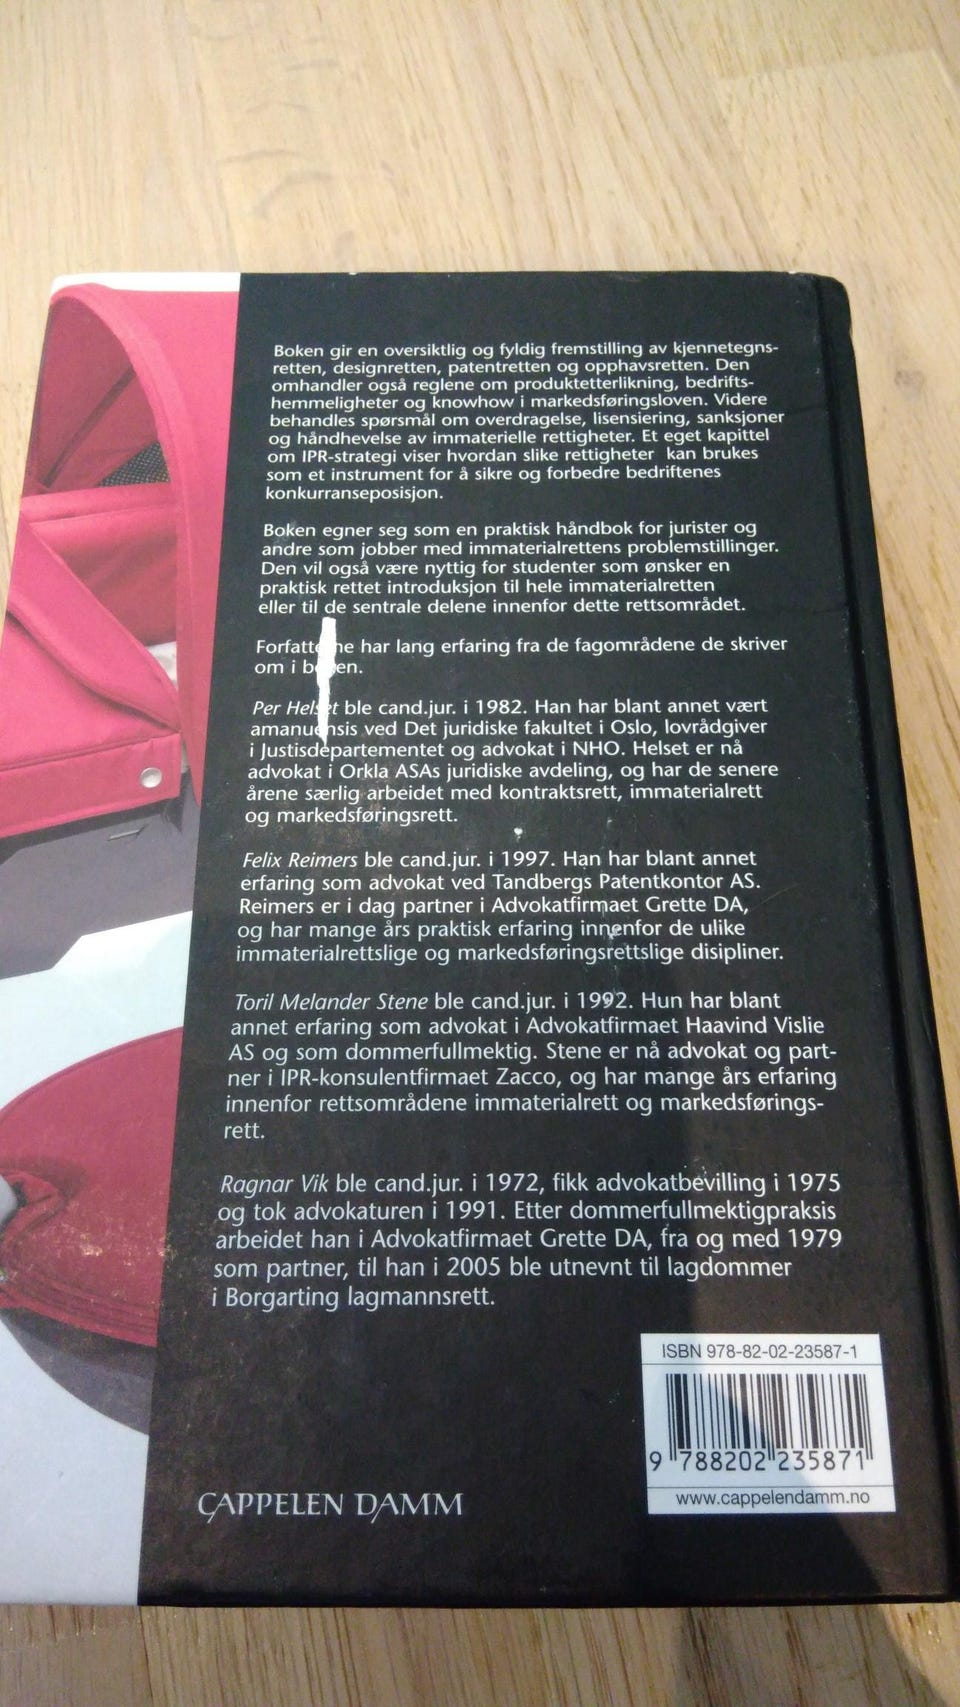 Boken gir en oversiktlig og fyldig fremstilling av kjennetegns-
retten, designretten, patentretten og opphavsretten. Den
omhandler også reglene om produktetterlikning, bedrifts-
hemmeligheter og knowhow i markedsføringsloven. Videre
behandles spørsmål om overdragelse, lisensiering, sanksjoner
og håndhevelse av immaterielle rettigheter. Et eget kapittel
om IPR-strategi viser hvordan slike rettigheter kan brukes
som et instrument for å sikre og forbedre bedriftenes
konkurranseposisjon.
Boken egner seg som en praktisk håndbok for jurister og
andre som jobber med immaterialrettens problemstillinger.
Den vil også være nyttig for studenter som ønsker en
praktisk rettet introduksjon til hele immaterialretten
eller til de sentrale delene innenfor dette rettsområdet.
Forfatterne har lang erfaring fra de fagområdene de skriver
om i boken.
Per Helset ble cand.jur. i 1982. Han har blant annet vært
amanuensis ved Det juridiske fakultet i Oslo, lovrådgiver
i Justisdepartementet og advokat i NHO. Helset er nå
advokat i Orkla ASAs juridiske avdeling, og har de senere
årene særlig arbeidet med kontraktsrett, immaterialrett
og markedsføringsrett.
Felix Reimers ble cand.jur. i 1997. Han har blant annet
erfaring som advokat ved Tandbergs Patentkontor AS.
Reimers er i dag partner i Advokatfirmaet Grette DA,
og har mange års praktisk erfaring innenfor de ulike
immaterialrettslige og markedsføringsrettslige disipliner.
Toril Melander Stene ble cand.jur. i 1992. Hun har blant
annet erfaring som advokat i Advokatfirmaet Haavind Vislie
AS og som dommerfullmektig. Stene er nå advokat og part-
ner i IPR-konsulentfirmaet Zacco, og har mange års erfaring
innenfor rettsområdene immaterialrett og markedsførings-
rett.
Ragnar Vik ble cand.jur. i 1972, fikk advokatbevilling i 1975
og tok advokaturen i 1991. Etter dommerfullmektigpraksis
arbeidet han i Advokatfirmaet Grette DA, fra og med 1979
som partner, til han i 2005 ble utnevnt til lagdommer
i Borgarting lagmannsrett.
ISBN 978-82-02-23587-1
9 788202 235871
www.cappelendamm.no
CAPPELEN DAMM